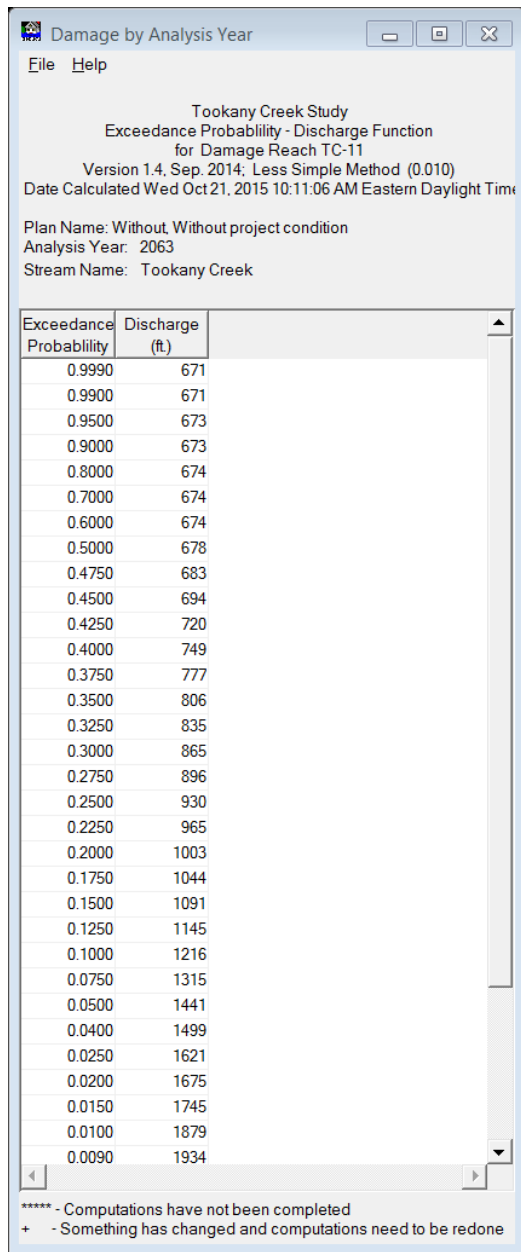 Damage by Analysis Year
File Help
Tookany Creek Study
Exceedance Probablility - Discharge Function
for Damage Reach TC-11
Version 1.4, Sep. 2014; Less Simple Method (0.010)
Date Calculated Wed Oct 21, 2015 10:11:06 AM Eastern Daylight Time
Plan Name: Without, Without project condition
Analysis Year: 2063
Stream Name: Tookany Creek
Exceedance Discharge
Probablility (ft.)
0.9990 671
0.9900 671
0.9500 673
0.9000 673
0.8000 674
0.7000 674
0.6000 674
0.5000 678
0.4750 683
0.4500 694
0.4250 720
0.4000 749
0.3750 777
0.3500 806
0.3250 835
0.3000 865
0.2750 896
0.2500 930
0.2250 965
0.2000 1003
0.1750 1044
0.1500 1091
0.1250 1145
0.1000 1216
0.0750 1315
0.0500 1441
0.0400 1499
0.0250 1621
0.0200 1675
0.0150 1745
0.0100 1879
0.0090 1934
***** - Computations have not been completed
+ - Something has changed and computations need to be redone